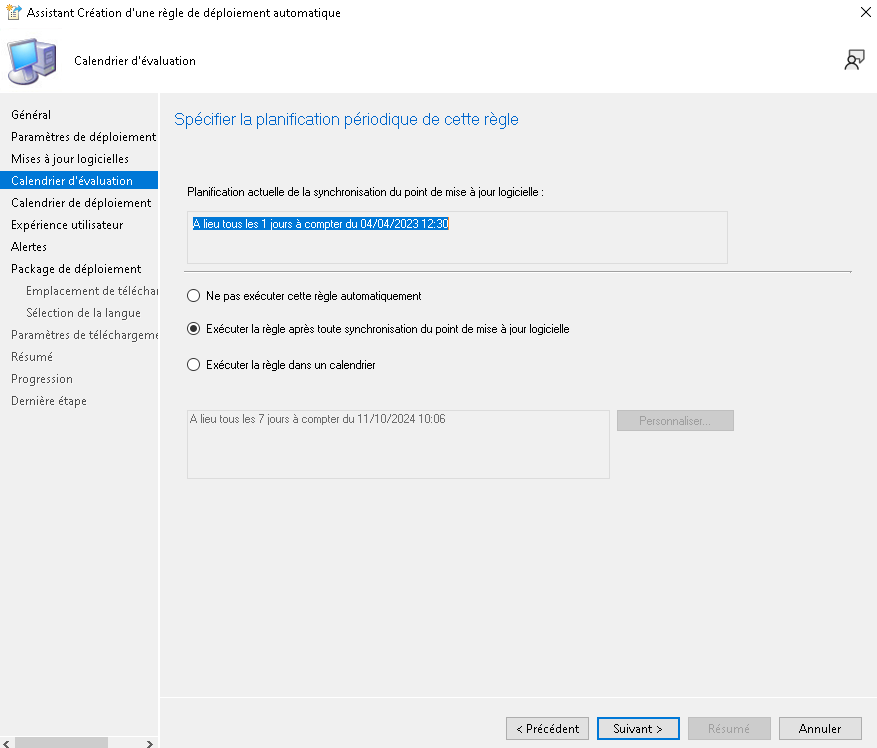 Assistant Création d'une règle de déploiement automatique
Calendrier d'évaluation
Général
Paramètres de déploiement
Mises à jour logicielles
Calendrier d'évaluation
Calendrier de déploiement
Expérience utilisateur
Alertes
Package de déploiement
Emplacement de téléchar
Sélection de la langue
Paramètres de téléchargeme
Résumé
Progression
Dernière étape
Spécifier la planification périodique de cette règle
Planification actuelle de la synchronisation du point de mise à jour logicielle :
A lieu tous les 1 jours à compter du 04/04/2023 12:30
Ne pas exécuter cette règle automatiquement
Exécuter la règle après toute synchronisation du point de mise à jour logicielle
Exécuter la règle dans un calendrier
A lieu tous les 7 jours à compter du 11/10/2024 10:06
Personnaliser...
< Précédent
Suivant >
Résumé
Annuler